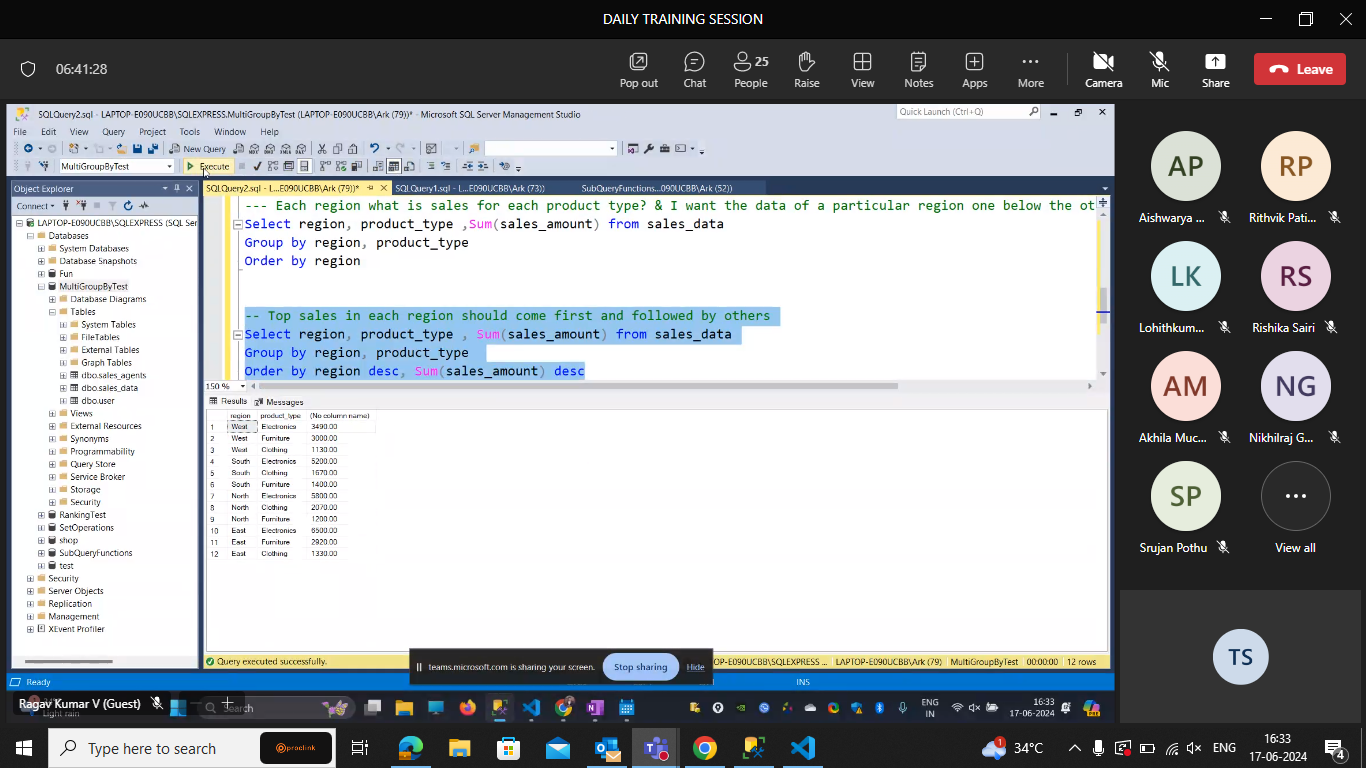 DAILY TRAINING SESSION
06:41:28
Pop out
Chat
25
People
Raise
View
Notes
Apps
More
Camera
Mic
Share
Leave
SQLQuery2.sql - LAPTOP-E090UCBB\SQLEXPRESS.MultiGroupByTest (LAPTOP-E090UCBB\Ark (79))* - Microsoft SQL Server Management Studio
Quick Launch (Ctrl+Q)
File Edit View Query Project Tools Window Help
New Query
MultiGroupByTest
Execute
Object Explorer
Connect
LAPTOP-E090UCBB\SQLEXPRESS (SQL Ser
Databases
System Databases
Database Snapshots
Fun
MultiGroupByTest
Database Diagrams
Tables
System Tables
FileTables
External Tables
Graph Tables
dbo.sales_agents
dbo.sales_data
dbo.user
Views
External Resources
Synonyms
Programmability
Query Store
Service Broker
Storage
Security
RankingTest
SetOperations
shop
SubQueryFunctions
test
Security
Server Objects
Replication
Management
XEvent Profiler
SQLQuery2.sql - L...E090UCBB\Ark (79))*
SQLQuery1.sql - L...E090UCBB\Ark (73))
SubQueryFunctions...090UCBB\Ark (52))
--- Each region what is sales for each product type? & I want the data of a particular region one below the ot
Select region, product_type ,Sum(sales_amount) from sales_data
Group by region, product_type
Order by region
-- Top sales in each region should come first and followed by others
Select region, product_type , Sum(sales_amount) from sales_data
Group by region, product_type
Order by region desc, Sum(sales_amount) desc
150 %
Results
Messages
region product_type (No column name)
1 West Electronics 3490.00
2 West Furniture 3000.00
3 West Clothing 1130.00
4 South Electronics 5200.00
5 South Clothing 1670.00
6 South Furniture 1400.00
7 North Electronics 5800.00
8 North Clothing 2070.00
9 North Furniture 1200.00
10 East Electronics 6500.00
11 East Furniture 2920.00
12 East Clothing 1330.00
Query executed successfully.
teams.microsoft.com is sharing your screen.
Stop sharing
Hide
OP-E090UCBB\SQLEXPRESS ...
LAPTOP-E090UCBB\Ark (79)
MultiGroupByTest
00:00:00
12 rows
Ready
INS
Ragav Kumar V (Guest)
Light rain
Search
ENG
IN
16:33
17-06-2024
AP
Aishwarya ...
RP
Rithvik Pati...
LK
Lohithkum...
RS
Rishika Sairi
AM
Akhila Muc...
NG
Nikhilraj G...
SP
Srujan Pothu
View all
TS
Type here to search
proclink
1
34°C
ENG
16:33
17-06-2024
4